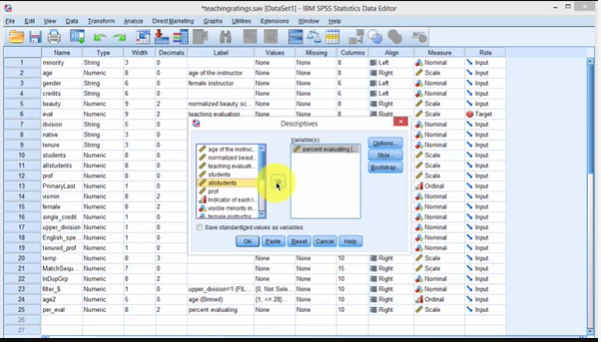 *teachingratings.sav [DataSet1] - IBM SPSS Statistics Data Editor
File Edit View Data Transform Analyze Direct Marketing Graphs Utilities Extensions Window Help
Name Type Width Decimals Label Values Missing Columns Align Measure Role
1 minority String 3 0 None None 8 Left Nominal Input
2 age Numeric 8 0 age of the instructor None None 8 Right Scale Input
3 gender String 6 0 female instructor None None 6 Left Nominal Input
4 credits String 6 0 None None 6 Left Nominal Input
5 beauty Numeric 9 2 normalized beauty sc... None None 8 Right Scale Input
6 eval Numeric 8 2 teaching evaluation None Right Scale Target
7 division String 5 0 Nominal Input
8 native String 3 0 Nominal Input
9 tenure String 3 0 Nominal Input
10 students Numeric 8 0 Scale Input
11 allstudents Numeric 8 0 Scale Input
12 prof Numeric 8 0 Scale Input
13 PrimaryLast Numeric 1 0 Ordinal Input
14 vismin Numeric 8 2 Nominal Input
15 female Numeric 8 2 Nominal Input
16 single_credit Numeric 1 0 Nominal Input
17 upper_division Numeric 1 0 Nominal Input
18 English_spe... Numeric 1 0 Nominal Input
19 tenured_prof Numeric 1 0 Nominal Input
20 temp Numeric 8 3 None None 10 Right Scale Input
21 MatchSequ... Numeric 7 0 None None 15 Right Scale Input
22 InDupGrp Numeric 8 2 None None 10 Right Scale Input
23 filter_$ Numeric 1 0 upper_division=1 (FIL... {0, Not Sele... None 10 Right Nominal Input
24 age2 Numeric 5 0 age (Binned) {1, <= 28}... None 10 Right Ordinal Input
25 per_eval Numeric 8 2 percent evaluating None None 10 Right Scale Input
26
27
Descriptives
Variable(s):
age of the instruc...
normalized beaut...
teaching evaluati...
students
allstudents
prof
Indicator of each l...
visible minority in...
female instructor
percent evaluating [...
Options...
Style...
Bootstrap...
Save standardized values as variables
OK Paste Reset Cancel Help